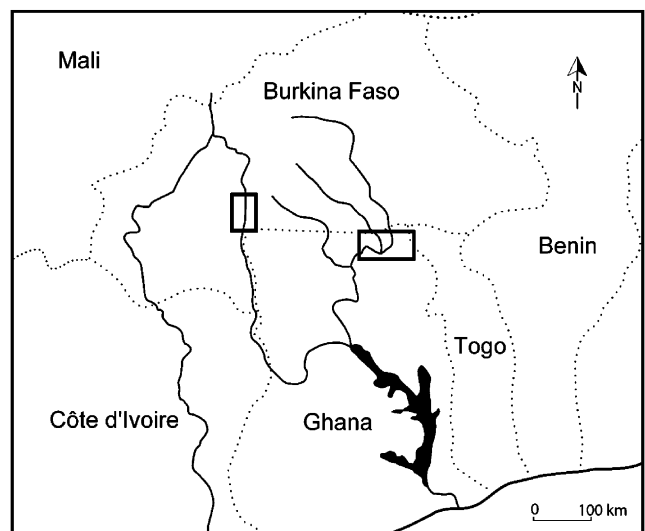 Mali
Burkina Faso
N
Benin
Togo
Côte d'Ivoire
Ghana
0 100 km